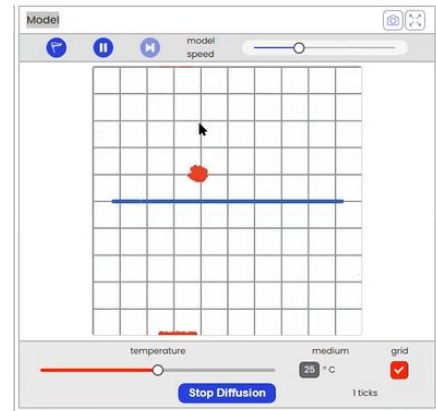 Model
model
speed
temperature
medium
grid
25 ° C
Stop Diffusion
1 ticks